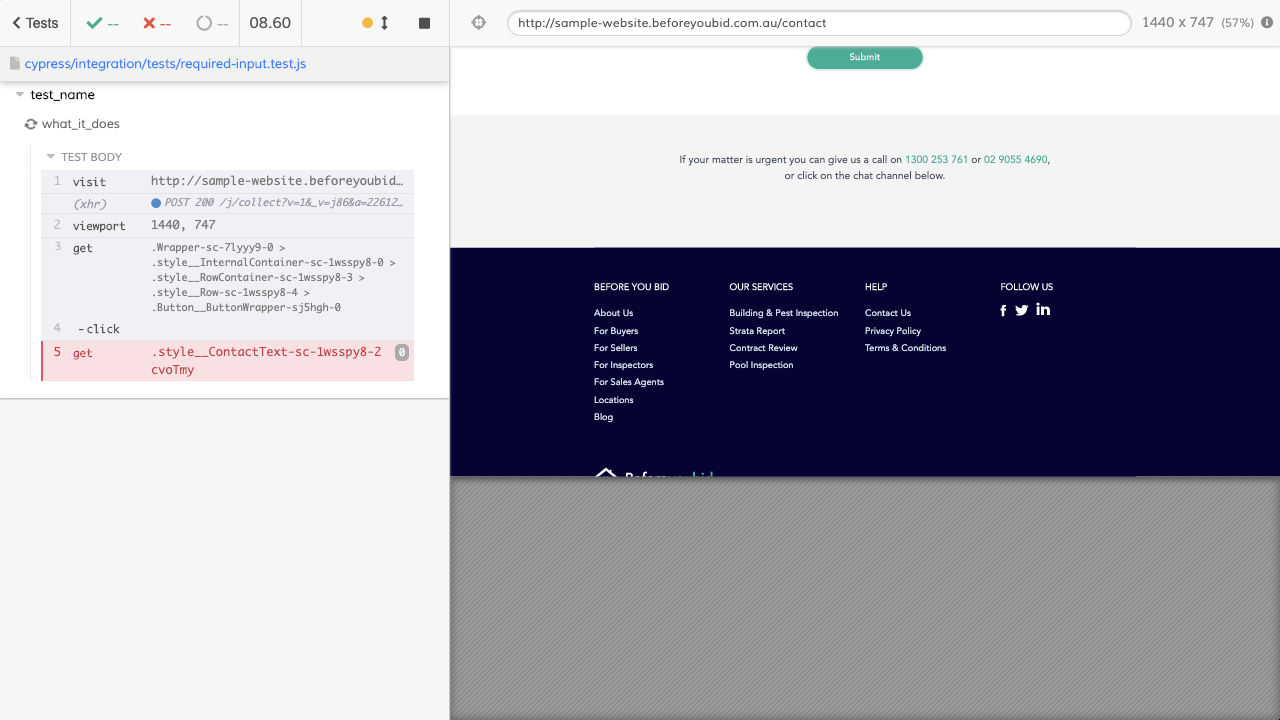 Tests
--
--
--
08.60
http://sample-website.beforeyoubid.com.au/contact
1440 x 747 (57%)
cypress/integration/tests/required-input.test.js
test_name
what_it_does
TEST BODY
1 visit http://sample-website.beforeyoubid…
(xhr) POST 200 /j/collect?v=1&_v=j86&a=22612…
2 viewport 1440, 747
3 get .Wrapper-sc-7lyyy9-0 >
.style__InternalContainer-sc-1wsspy8-0 >
.style__RowContainer-sc-1wsspy8-3 >
.style__Row-sc-1wsspy8-4 >
.Button__ButtonWrapper-sj5hgh-0
4 - click
5 get .style__ContactText-sc-1wsspy8-2 0
cvoTmy
Submit
If your matter is urgent you can give us a call on 1300 253 761 or 02 9055 4690,
or click on the chat channel below.
BEFORE YOU BID
About Us
For Buyers
For Sellers
For Inspectors
For Sales Agents
Locations
Blog
OUR SERVICES
Building & Pest Inspection
Strata Report
Contract Review
Pool Inspection
HELP
Contact Us
Privacy Policy
Terms & Conditions
FOLLOW US
Beforeyoubid